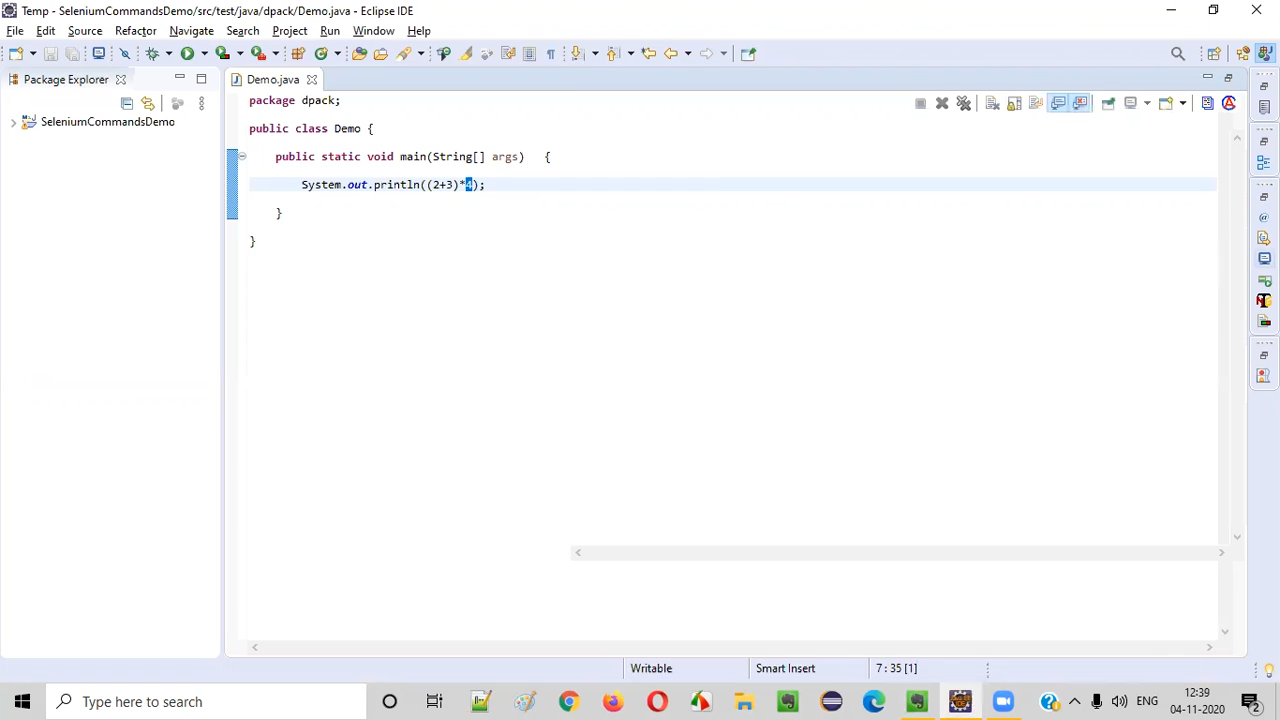 Temp - SeleniumCommandsDemo/src/test/java/dpack/Demo.java - Eclipse IDE
File Edit Source Refactor Navigate Search Project Run Window Help
Package Explorer
Demo.java
SeleniumCommandsDemo
package dpack;
public class Demo {
public static void main(String[] args) {
System.out.println((2+3)*4);
}
}
Writable Smart Insert 7 : 35 [1]
Type here to search
ENG
12:39
04-11-2020
2